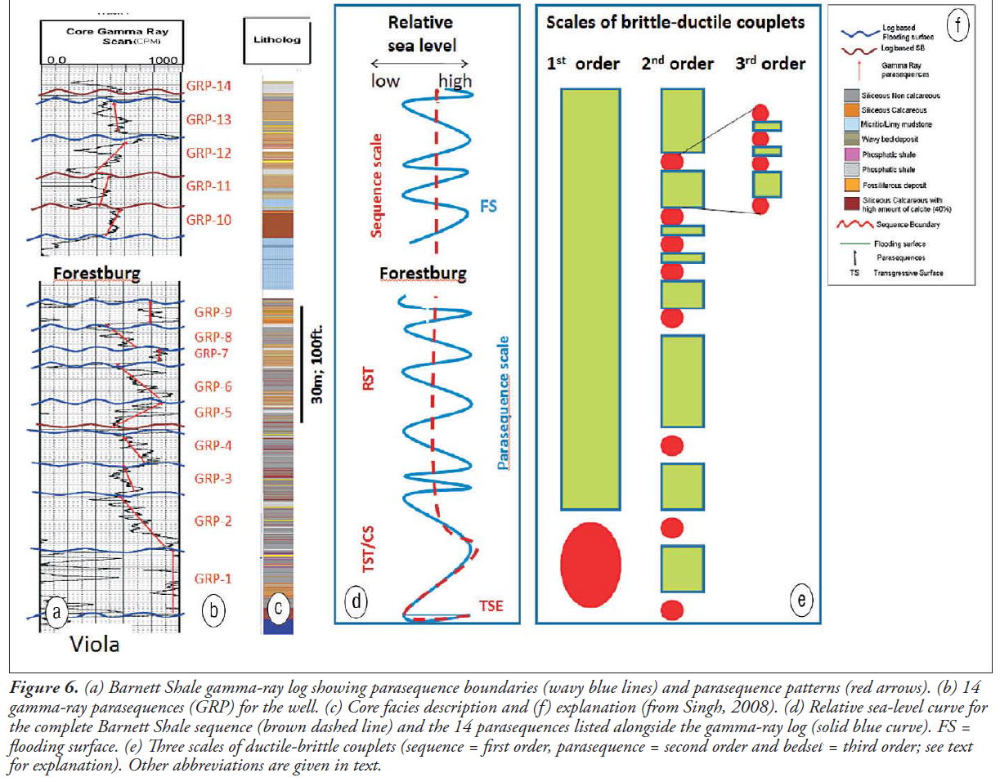 Core Gamma Ray
Scan(CPM)
0.0 1000
Litholog
GRP-14
GRP-13
GRP-12
GRP-11
GRP-10
Forestburg
GRP-9
GRP-8
GRP-7
GRP-6
GRP-5
GRP-4
GRP-3
GRP-2
GRP-1
30m; 100ft.
a
b
c
Viola
Relative
sea level
low high
Sequence scale
FS
Forestburg
RST
Parasequence scale
TST/CS
TSE
d
Scales of brittle-ductile couplets
1st order 2nd order 3rd order
e
f
Log based
Flooding surface
Log based SB
Gamma Ray
parasequences
Siliceous Non calcareous
Siliceous Calcareous
Micritic/Limy mudstone
Wavy bed deposit
Phosphatic shale
Phosphatic shale
Fossiliferous deposit
Siliceous Calcareous with
high amount of calcite (40%)
Sequence Boundary
Flooding surface
Parasequences
TS Transgressive Surface
Figure 6. (a) Barnett Shale gamma-ray log showing parasequence boundaries (wavy blue lines) and parasequence patterns (red arrows). (b) 14
gamma-ray parasequences (GRP) for the well. (c) Core facies description and (f) explanation (from Singh, 2008). (d) Relative sea-level curve for
the complete Barnett Shale sequence (brown dashed line) and the 14 parasequences listed alongside the gamma-ray log (solid blue curve). FS =
flooding surface. (e) Three scales of ductile-brittle couplets (sequence = first order, parasequence = second order and bedset = third order; see text
for explanation). Other abbreviations are given in text.